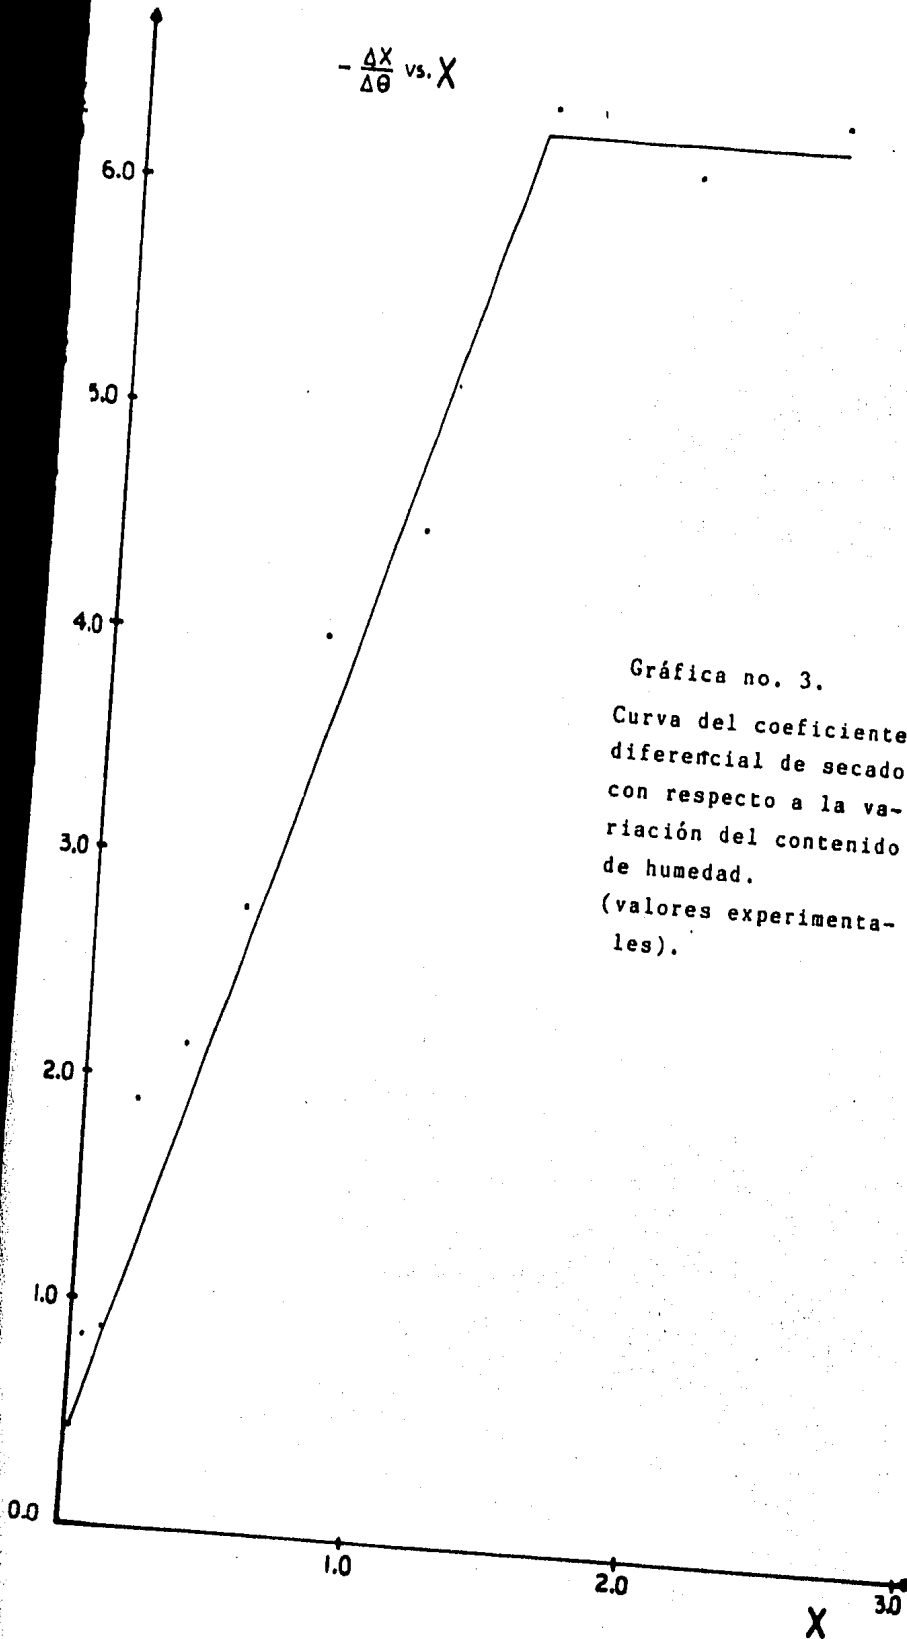 - ΔX/Δθ vs. X
6.0
5.0
4.0
3.0
2.0
1.0
0.0
1.0
2.0
3.0
X
Gráfica no. 3.
Curva del coeficiente
diferencial de secado
con respecto a la va-
riación del contenido
de humedad.
(valores experimenta-
les).